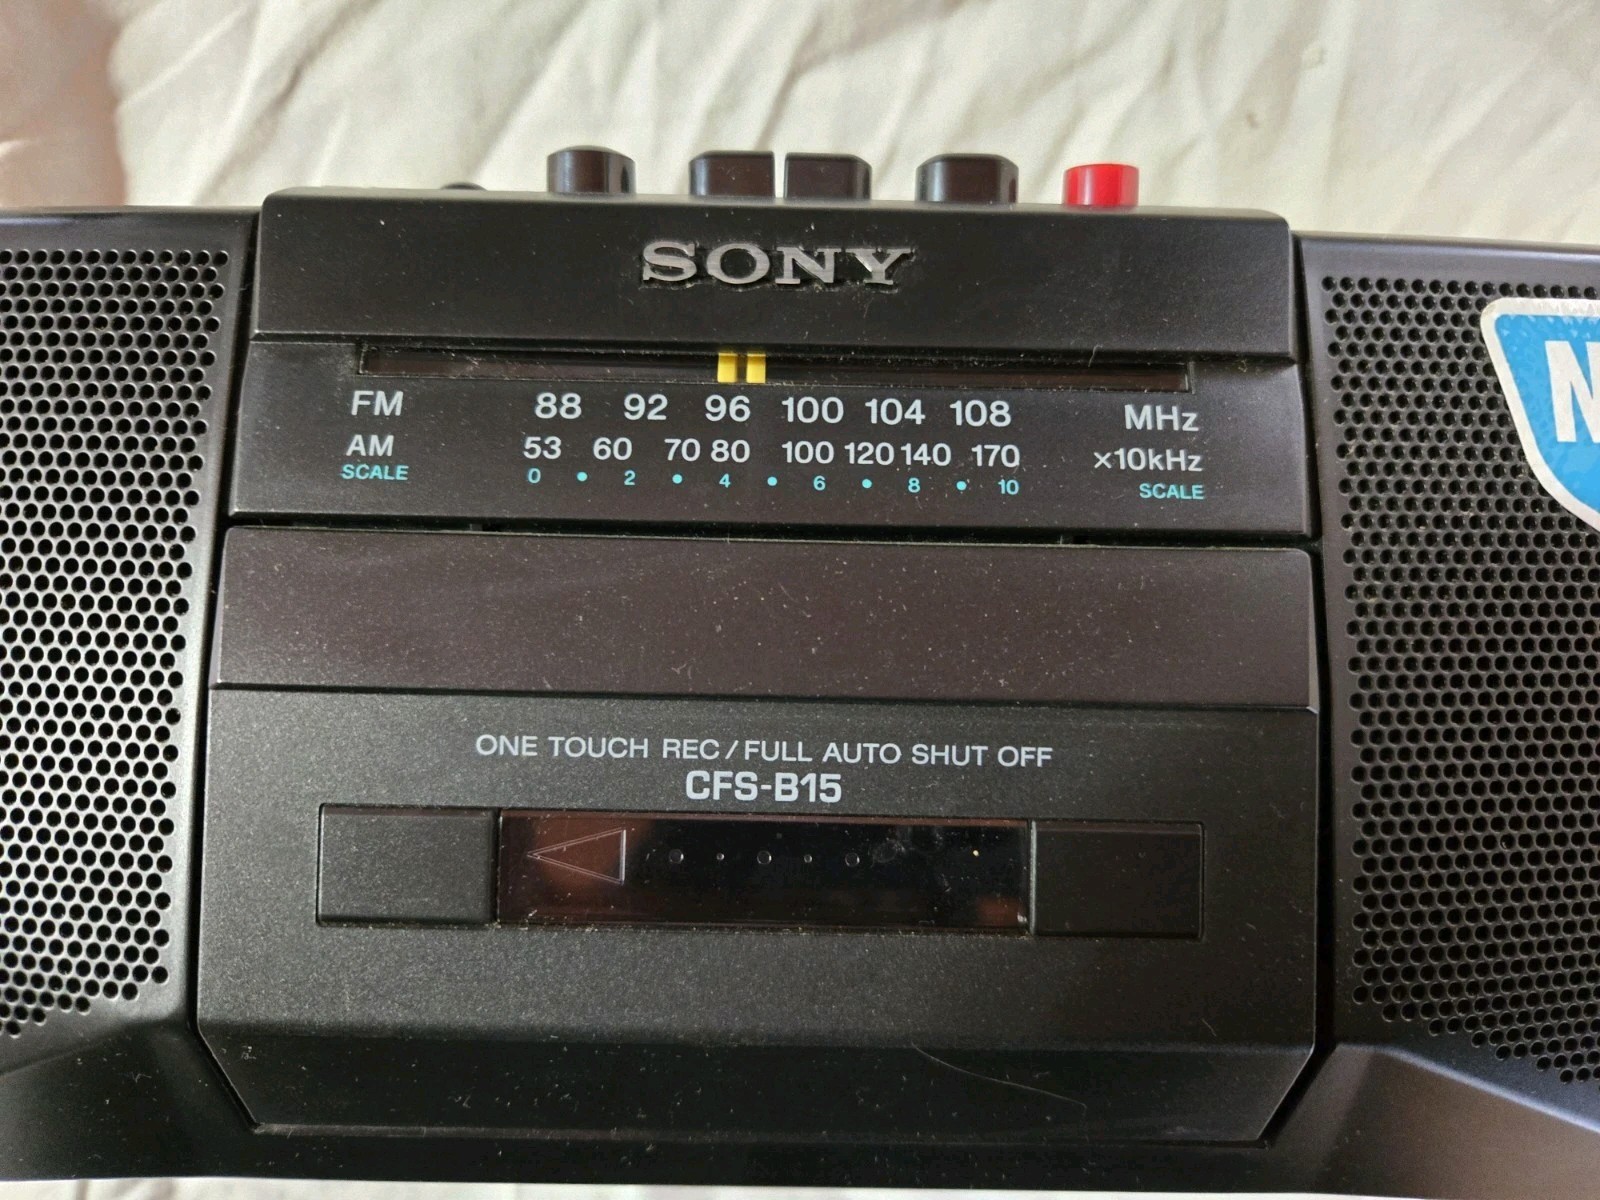 SONY
FM 88 92 96 100 104 108 MHz
AM 53 60 70 80 100 120 140 170 ×10kHz
SCALE 0 • 2 • 4 • 6 • 8 • 10 SCALE
ONE TOUCH REC/FULL AUTO SHUT OFF
CFS-B15